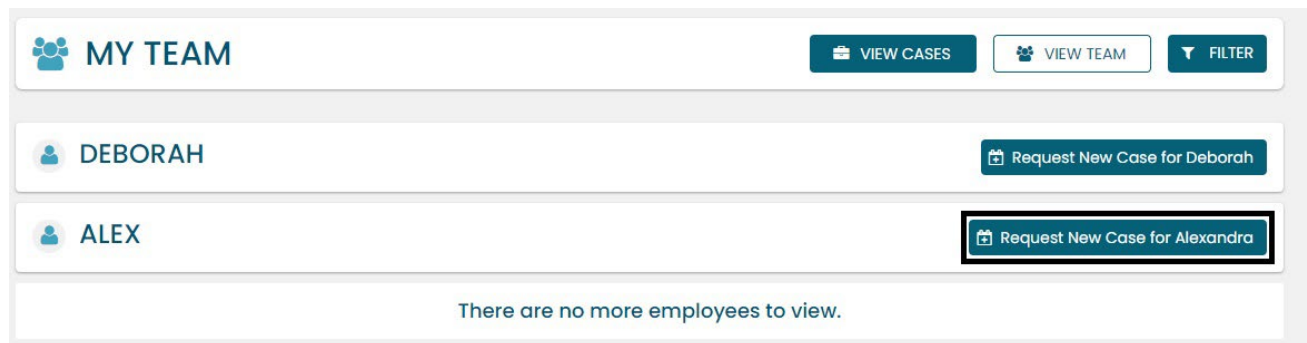 MY TEAM
VIEW CASES
VIEW TEAM
FILTER
DEBORAH
Request New Case for Deborah
ALEX
Request New Case for Alexandra
There are no more employees to view.